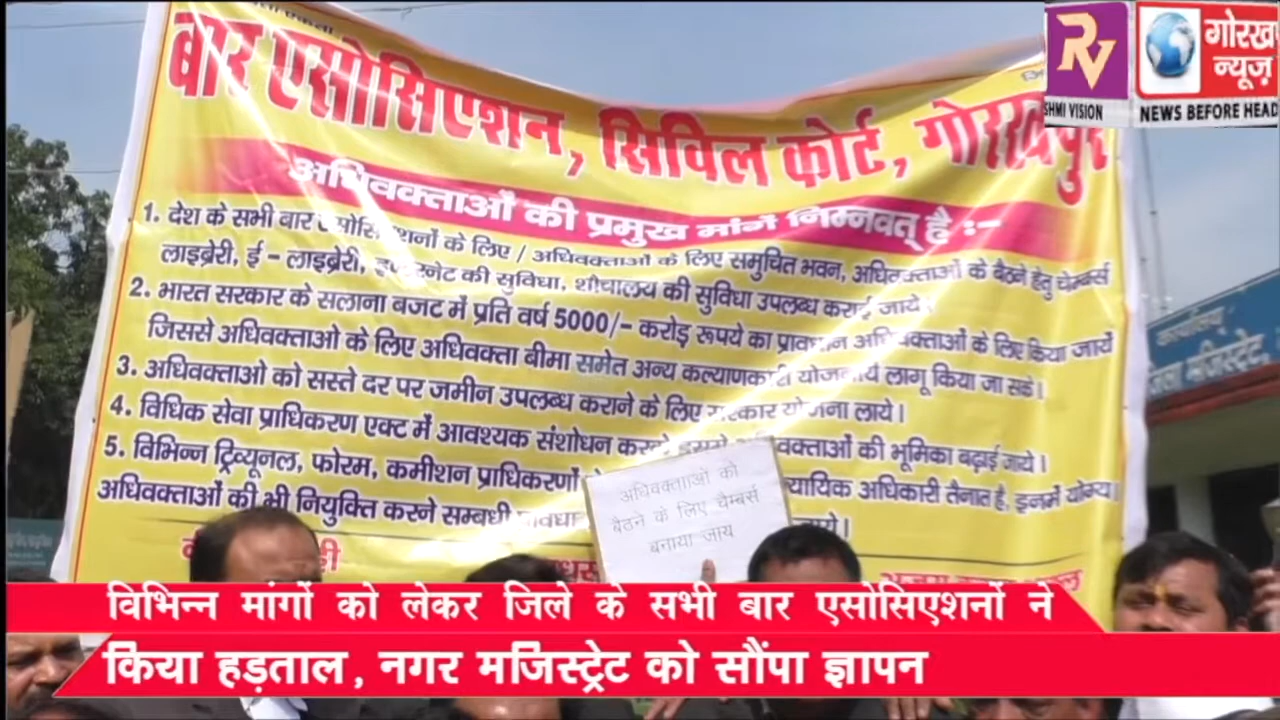 बार एसोसिएशन, सिविल कोर्ट, गोरखपुर
RV
SHMI VISION
गोरखप
न्यूज़
NEWS BEFORE HEAD
अधिवक्ताओं की प्रमुख मांगें निम्नवत् है :–
1. देश के सभी बार एसोसिएशनों के लिए / अधिवक्ताओं के लिए समुचित भवन, अधिवक्ताओं के बैठने हेतु चेम्बर्स
लाइब्रेरी, ई – लाइब्रेरी, इण्टरनेट की सुविधा, शौचालय की सुविधा उपलब्ध कराई जाये।
2. भारत सरकार के सलाना बजट में प्रति वर्ष 5000/– करोड़ रूपये का प्रावधान अधिवक्ताओं के लिए किया जाये
जिससे अधिवक्ताओ के लिए अधिवक्ता बीमा समेत अन्य कल्याणकारी योजनाये लागू किया जा सके।
3. अधिवक्ताओ को सस्ते दर पर जमीन उपलब्ध कराने के लिए सरकार योजना लाये।
4. विधिक सेवा प्राधिकरण एक्ट में आवश्यक संशोधन करके इसमे अधिवक्ताओं की भूमिका बढ़ाई जाये।
5. विभिन्न ट्रिव्यूनल, फोरम, कमीशन प्राधिकरणों न्यायिक अधिकारी तैनात है, इनमें योग्य
अधिवक्ताओं की भी नियुक्ति करने सम्बधी
अधिवक्तााओं को
बैठने के लिए चैम्बर्स
बनाया जाय
कार्यालय
जिला मजिस्ट्रेट,
विभिन्न मांगों को लेकर जिले के सभी बार एसोसिएशनों ने
किया हड़ताल, नगर मजिस्ट्रेट को सौंपा ज्ञापन